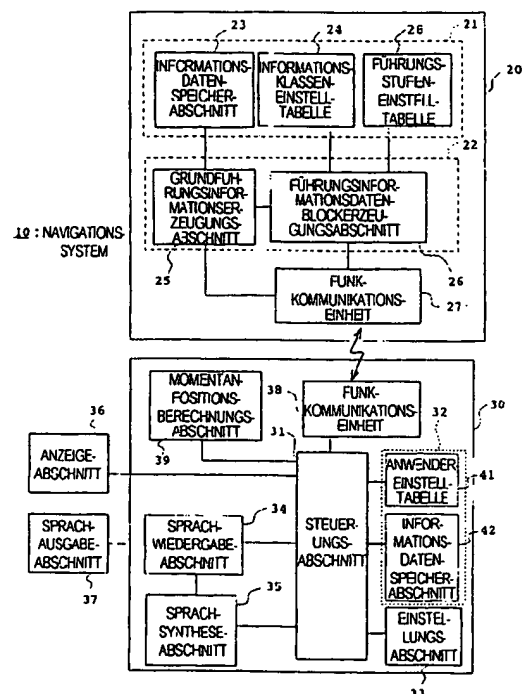 23
24
26
21
20
INFORMATIONS-
DATEN-
SPEICHER-
ABSCHNITT
INFORMATIONS-
KLASSEN-
EINSTELL-
TABELLE
FÜHRUNGS-
STUFEN-
EINSTELL-
TABELLE
22
GRUNDFÜH-
RUNGSINFOR-
MATIONSER-
ZEUGUNGS-
ABSCHNITT
FÜHRUNGSINFOR-
MATIONSDATEN-
BLOCKERZEU-
GUNGSABSCHNITT
10 : NAVIGATIONS-
SYSTEM
25
26
FUNK-
KOMMUNIKATIONS-
EINHEIT
27
MOMENTAN-
POSITIONS-
BERECHNUNGS-
ABSCHNITT
39
38
FUNK-
KOMMUNIKATIONS-
EINHEIT
30
31
32
36
ANZEIGE-
ABSCHNITT
ANWENDER
EINSTELL-
TABELLE
41
SPRACH-
AUSGABE-
ABSCHNITT
37
34
SPRACH-
WIEDERGABE-
ABSCHNITT
STEUER-
UNGS-
ABSCHNITT
INFOR-
MATIONS-
DATEN-
SPEICHER-
ABSCHNITT
42
35
SPRACH-
SYNTHESE-
ABSCHNITT
EINSTEL-
LUNGS-
ABSCHNITT
33